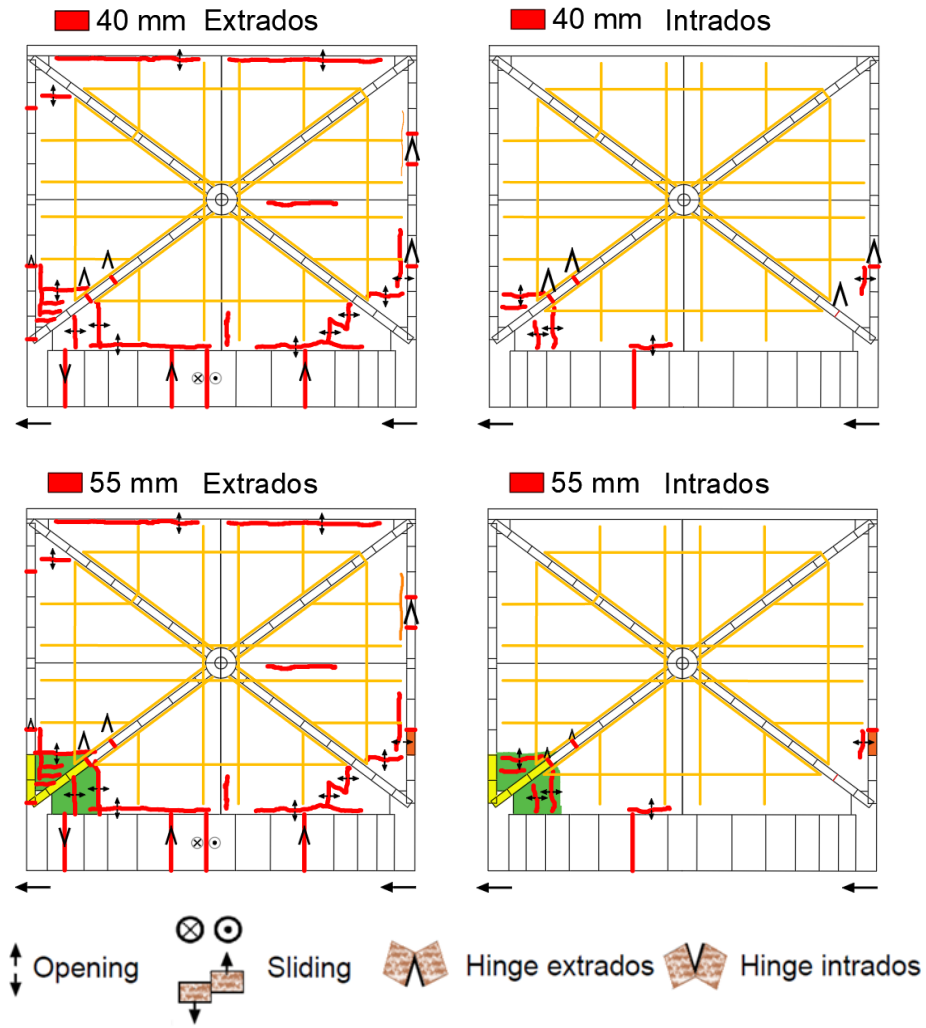 40 mm Extrados
40 mm Intrados
55 mm Extrados
55 mm Intrados
Opening
Sliding
Hinge extrados
Hinge intrados